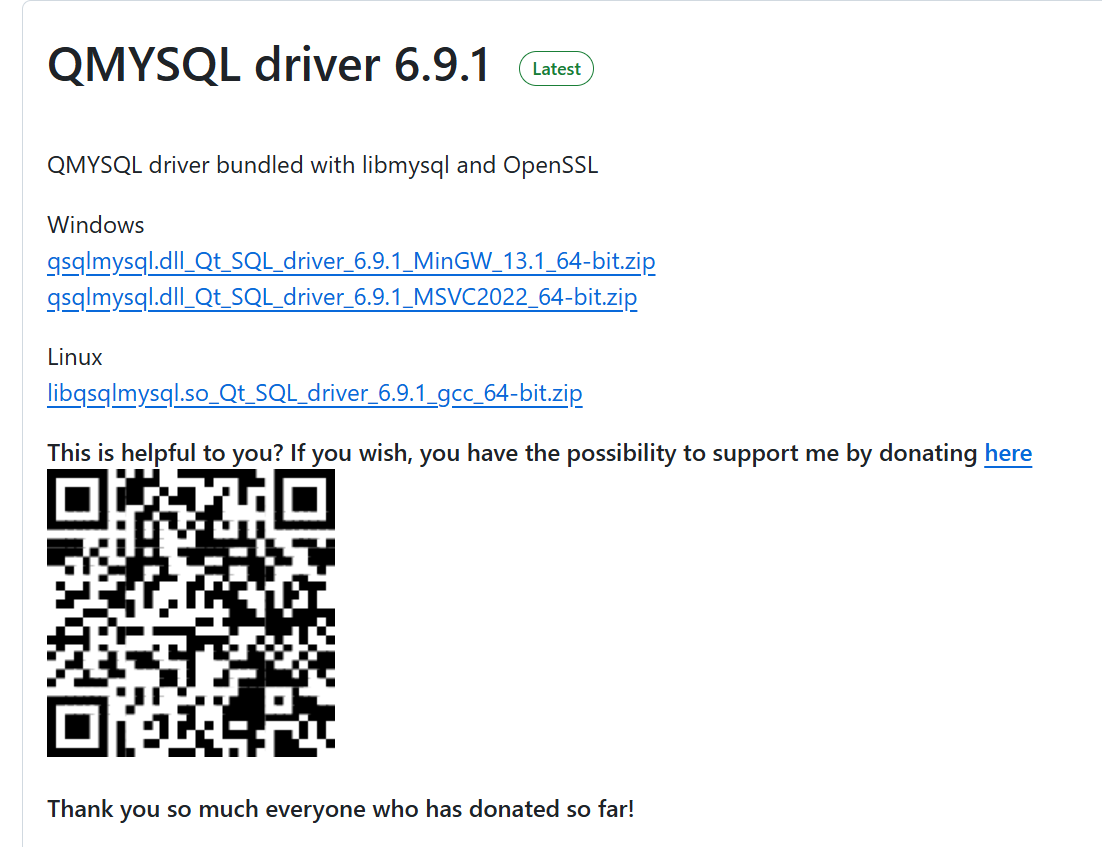 QMYSQL driver 6.9.1 Latest
QMYSQL driver bundled with libmysql and OpenSSL
Windows
qsqlmysql.dll_Qt_SQL_driver_6.9.1_MinGW_13.1_64-bit.zip
qsqlmysql.dll_Qt_SQL_driver_6.9.1_MSVC2022_64-bit.zip
Linux
libqsqlmysql.so_Qt_SQL_driver_6.9.1_gcc_64-bit.zip
This is helpful to you? If you wish, you have the possibility to support me by donating here
Thank you so much everyone who has donated so far!